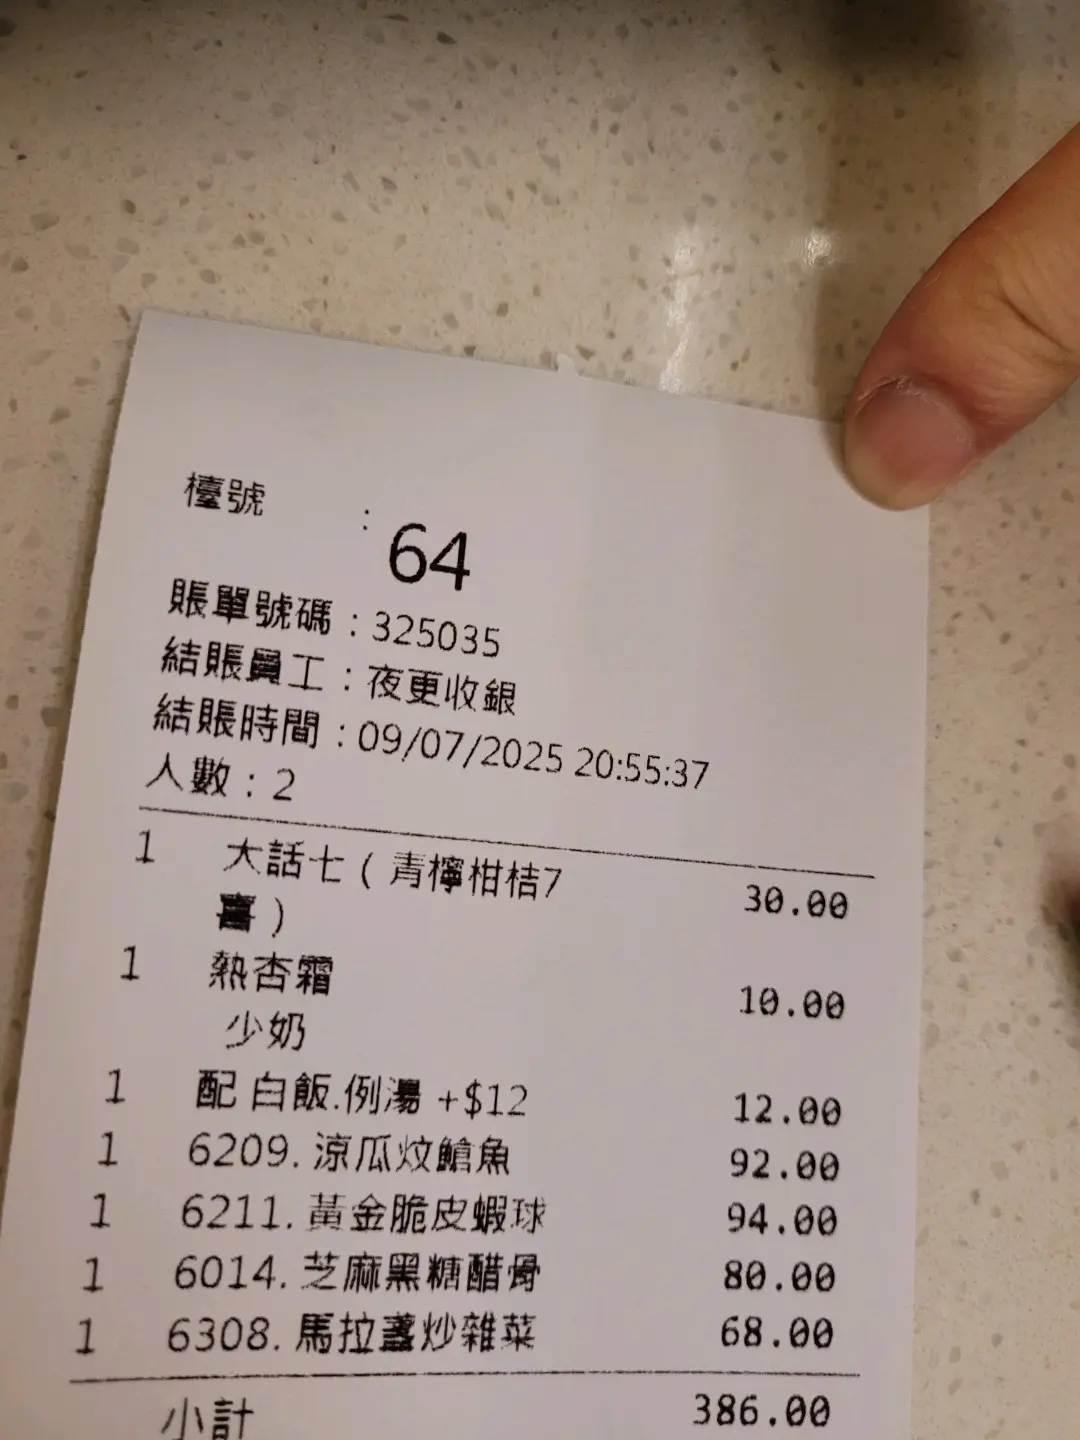 檯號 : 64
賬單號碼 : 325035
結賬員工 : 夜更收銀
結賬時間 : 09/07/2025 20:55:37
人數 : 2
1 大話七 ( 青檸柑桔7 30.00
喜 )
1 熱杏霜 10.00
少奶
1 配 白飯.例湯 +$12 12.00
1 6209. 涼瓜炆鱠魚 92.00
1 6211. 黃金脆皮蝦球 94.00
1 6014. 芝麻黑糖醋骨 80.00
1 6308. 馬拉盞炒雜菜 68.00
小計 386.00